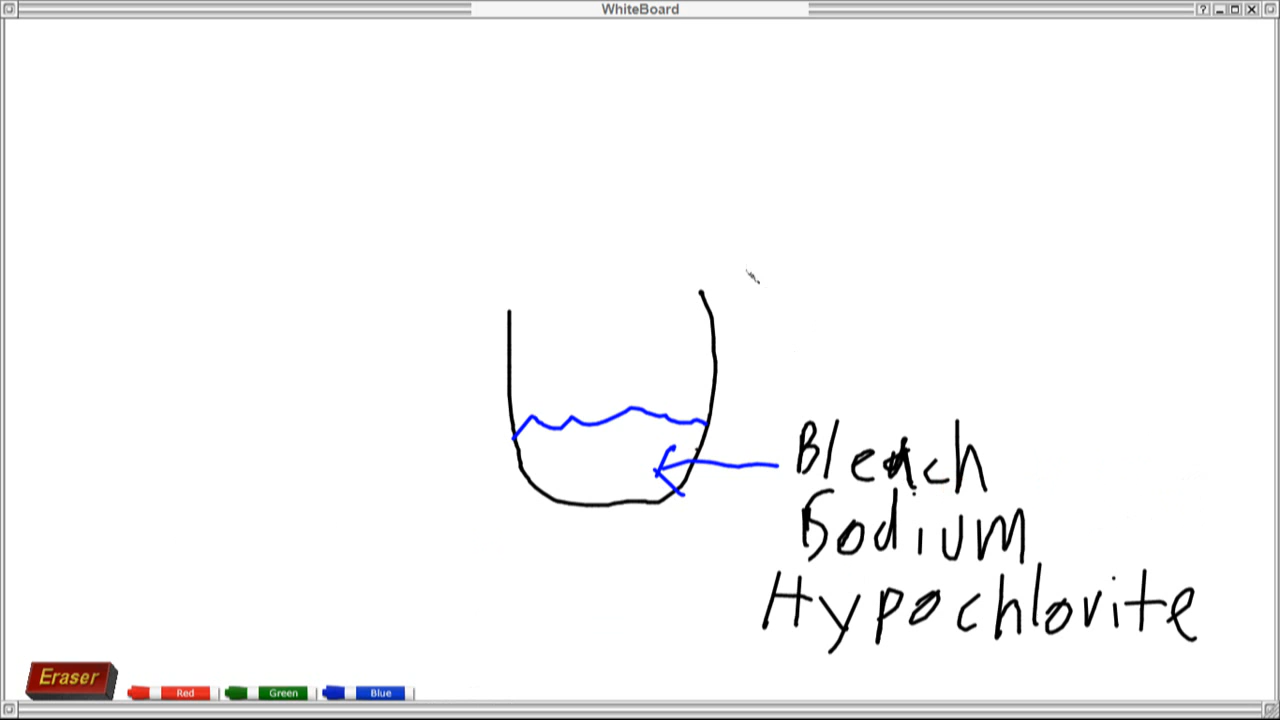 WhiteBoard
Bleach
Sodium
Hypochlorite
Eraser
Red
Green
Blue